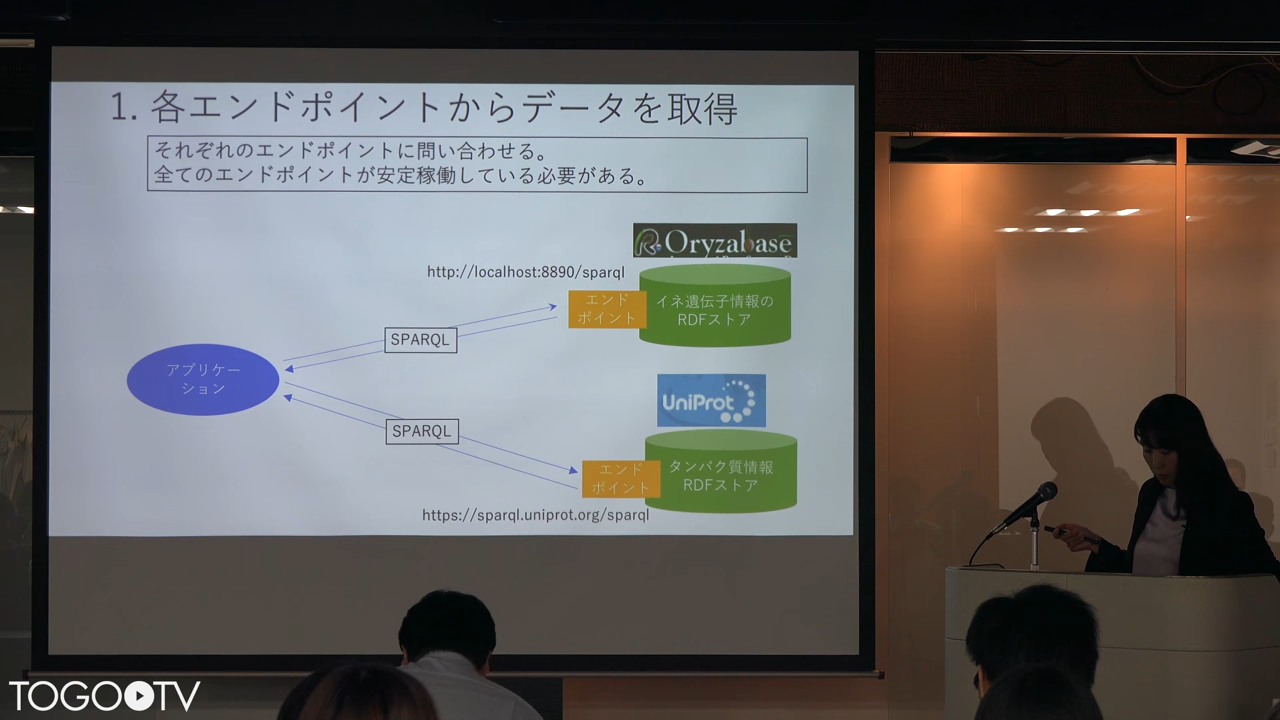 1. 各エンドポイントからデータを取得
それぞれのエンドポイントに問い合わせる。
全てのエンドポイントが安定稼働している必要がある。
Oryzabase
http://localhost:8890/sparql
エンド
ポイント
イネ遺伝子情報の
RDFストア
SPARQL
アプリケー
ション
UniProt
SPARQL
エンド
ポイント
タンパク質情報
RDFストア
https://sparql.uniprot.org/sparql
TOGO TV